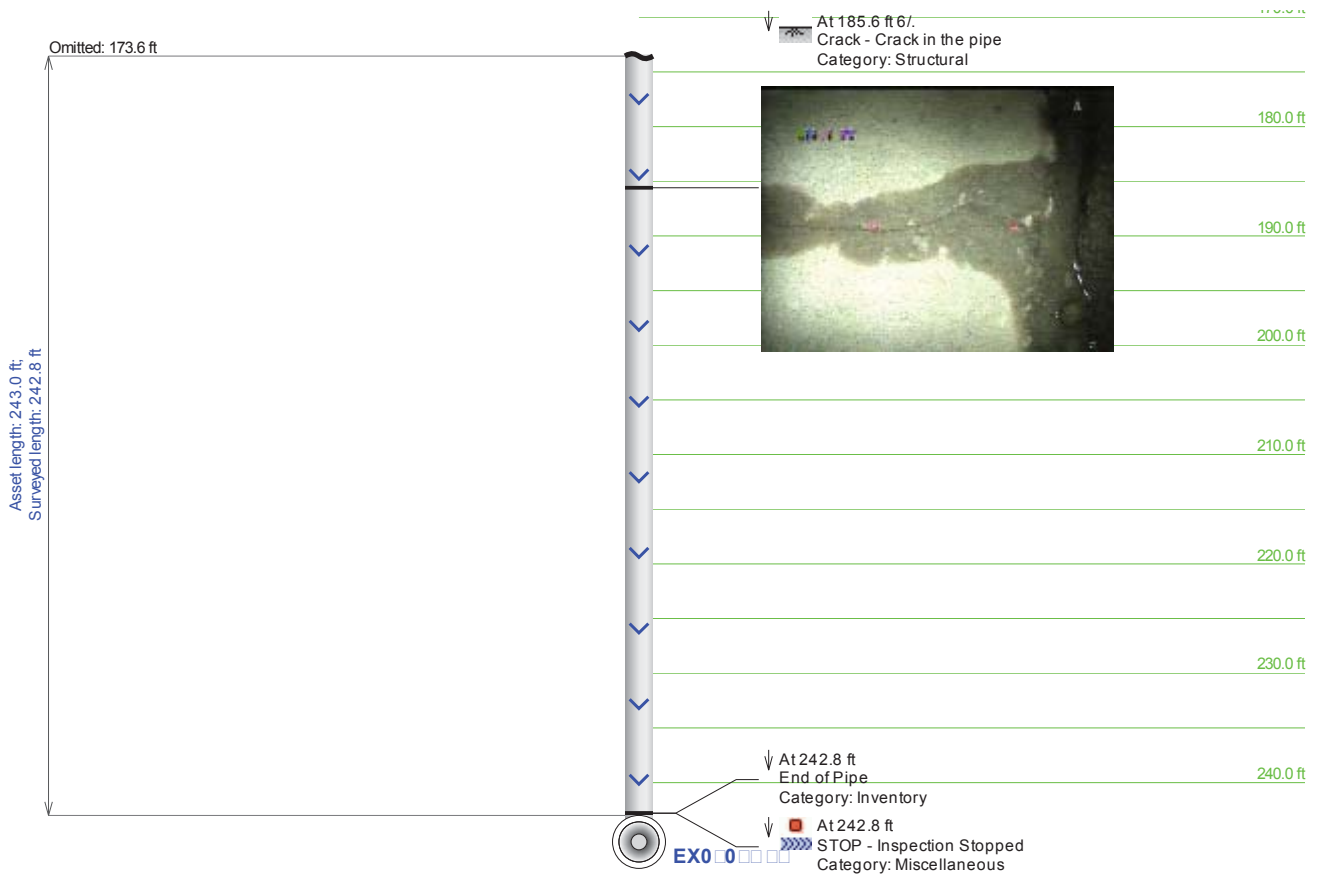 At 185.6 ft 6/.
Crack - Crack in the pipe
Category: Structural
Omitted: 173.6 ft
180.0 ft
190.0 ft
200.0 ft
210.0 ft
220.0 ft
230.0 ft
240.0 ft
Asset length: 243.0 ft;
Surveyed length: 242.8 ft
At 242.8 ft
End of Pipe
Category: Inventory
At 242.8 ft
STOP - Inspection Stopped
Category: Miscellaneous